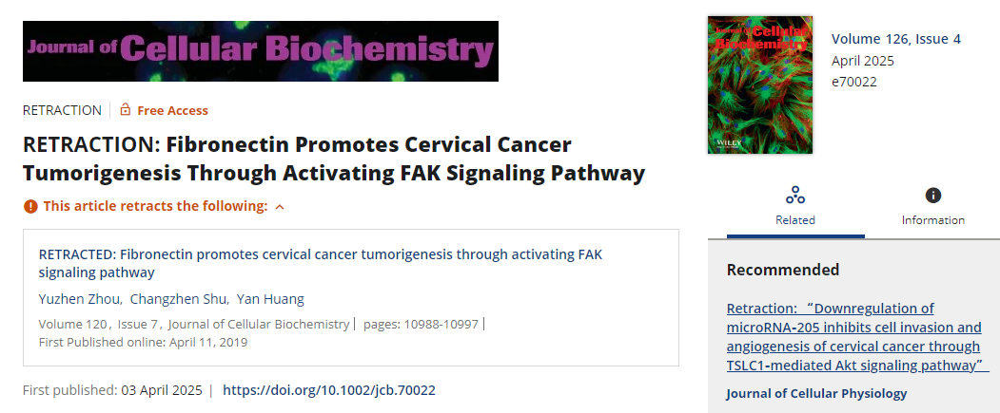 Journal of Cellular Biochemistry
RETRACTION | Free Access
RETRACTION: Fibronectin Promotes Cervical Cancer
Tumorigenesis Through Activating FAK Signaling Pathway
This article retracts the following:
RETRACTED: Fibronectin promotes cervical cancer tumorigenesis through activating FAK
signaling pathway
Yuzhen Zhou, Changzhen Shu, Yan Huang
Volume 120, Issue 7, Journal of Cellular Biochemistry | pages: 10988-10997 |
First Published online: April 11, 2019
First published: 03 April 2025 | https://doi.org/10.1002/jcb.70022
Journal of Cellular
Biochemistry
WILEY
Volume 126, Issue 4
April 2025
e70022
Related
Information
Recommended
Retraction: “Downregulation of
microRNA-205 inhibits cell invasion and
angiogenesis of cervical cancer through
TSLC1-mediated Akt signaling pathway”
Journal of Cellular Physiology